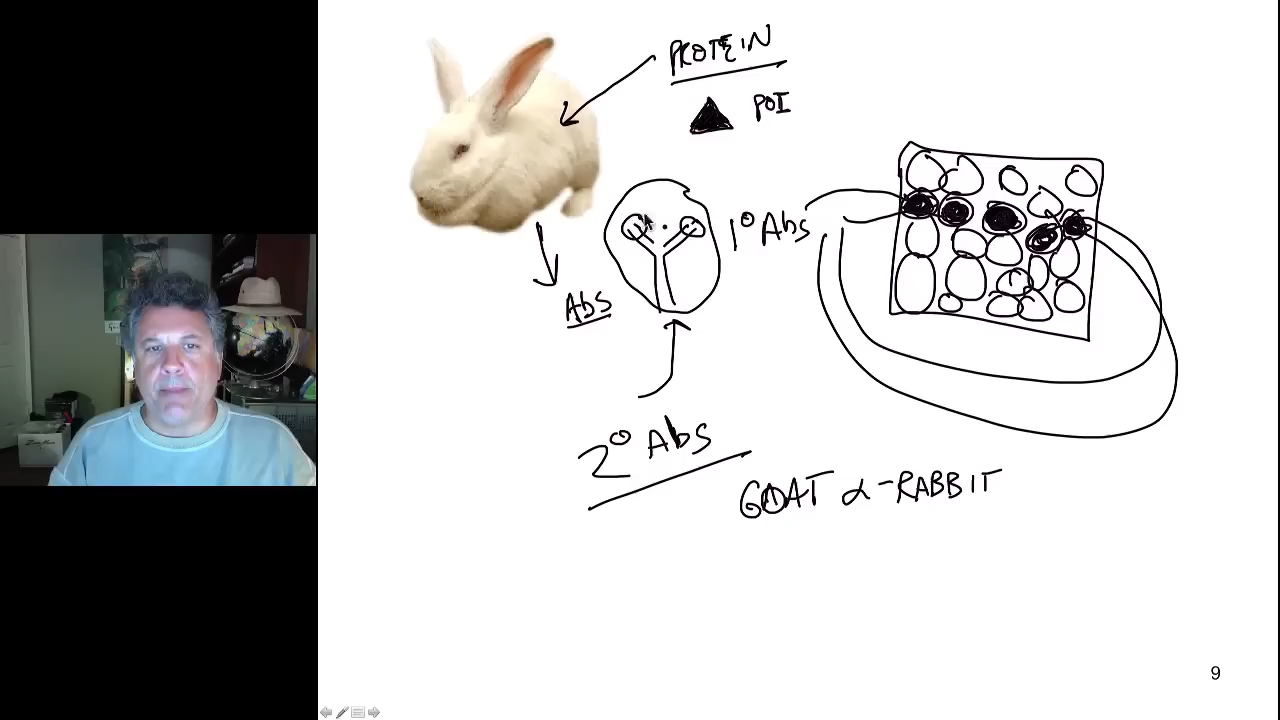 PROTEIN
POI
1° Abs
Abs
2° Abs
GOAT α-RABBIT
9